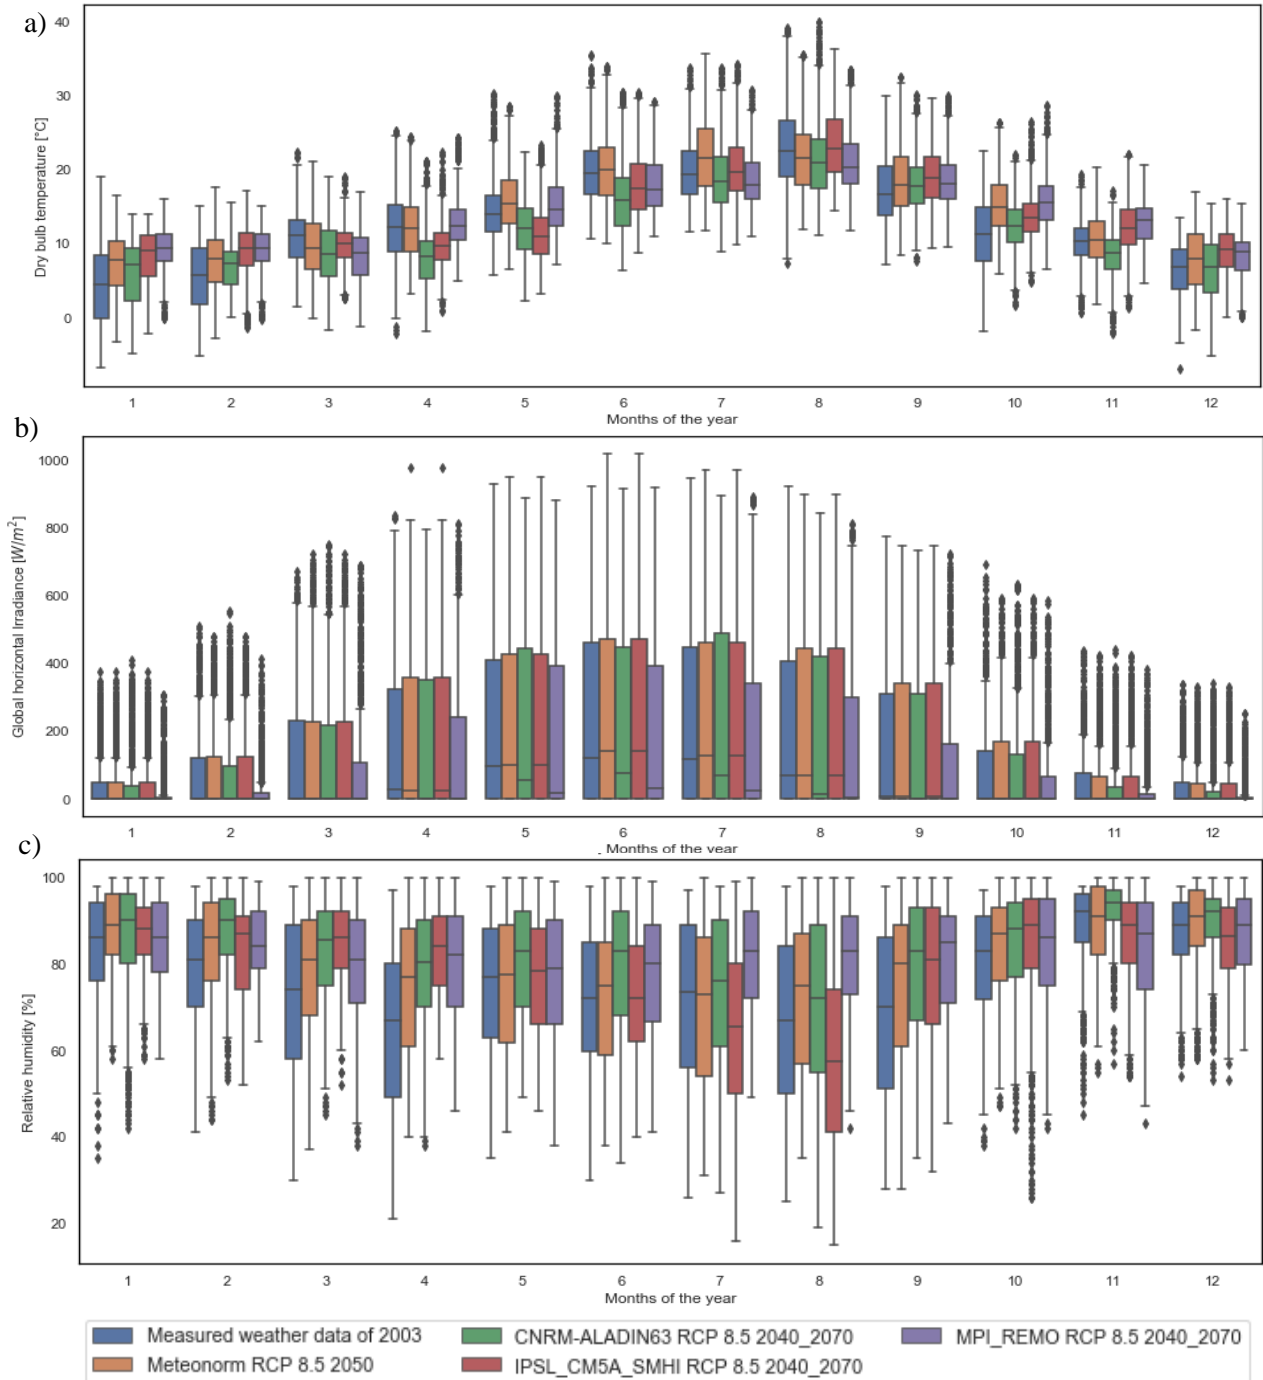 a)
40
30
20
10
0
Dry bulb temperature [°C]
1 2 3 4 5 6 7 8 9 10 11 12
Months of the year
b)
1000
800
600
400
200
0
Global horizontal Irradiance [W/m²]
1 2 3 4 5 6 7 8 9 10 11 12
Months of the year
c)
100
80
60
40
20
Relative humidity [%]
1 2 3 4 5 6 7 8 9 10 11 12
Months of the year
Measured weather data of 2003 CNRM-ALADIN63 RCP 8.5 2040_2070 MPI_REMO RCP 8.5 2040_2070
Meteonorm RCP 8.5 2050 IPSL_CM5A_SMHI RCP 8.5 2040_2070